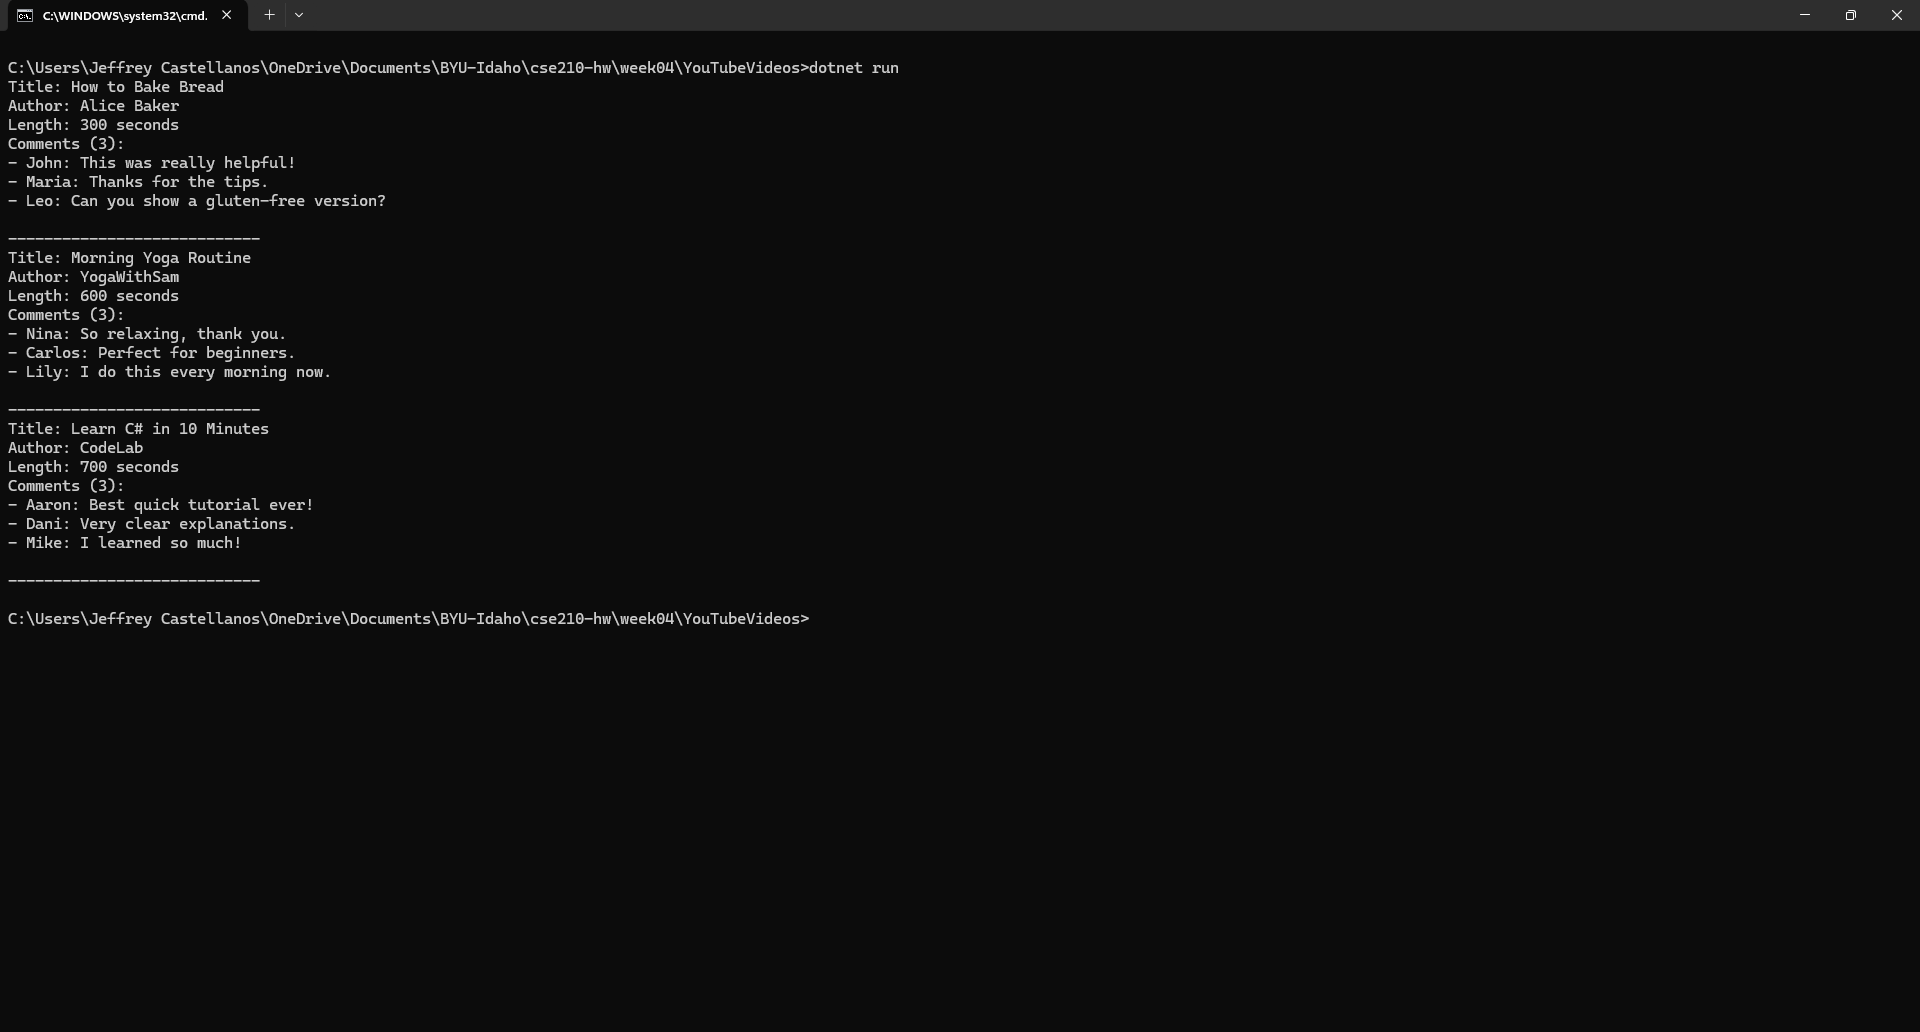 C:\WINDOWS\system32\cmd.
C:\Users\Jeffrey Castellanos\OneDrive\Documents\BYU-Idaho\cse210-hw\week04\YouTubeVideos>dotnet run
Title: How to Bake Bread
Author: Alice Baker
Length: 300 seconds
Comments (3):
- John: This was really helpful!
- Maria: Thanks for the tips.
- Leo: Can you show a gluten-free version?
----------------------------
Title: Morning Yoga Routine
Author: YogaWithSam
Length: 600 seconds
Comments (3):
- Nina: So relaxing, thank you.
- Carlos: Perfect for beginners.
- Lily: I do this every morning now.
----------------------------
Title: Learn C# in 10 Minutes
Author: CodeLab
Length: 700 seconds
Comments (3):
- Aaron: Best quick tutorial ever!
- Dani: Very clear explanations.
- Mike: I learned so much!
----------------------------
C:\Users\Jeffrey Castellanos\OneDrive\Documents\BYU-Idaho\cse210-hw\week04\YouTubeVideos>